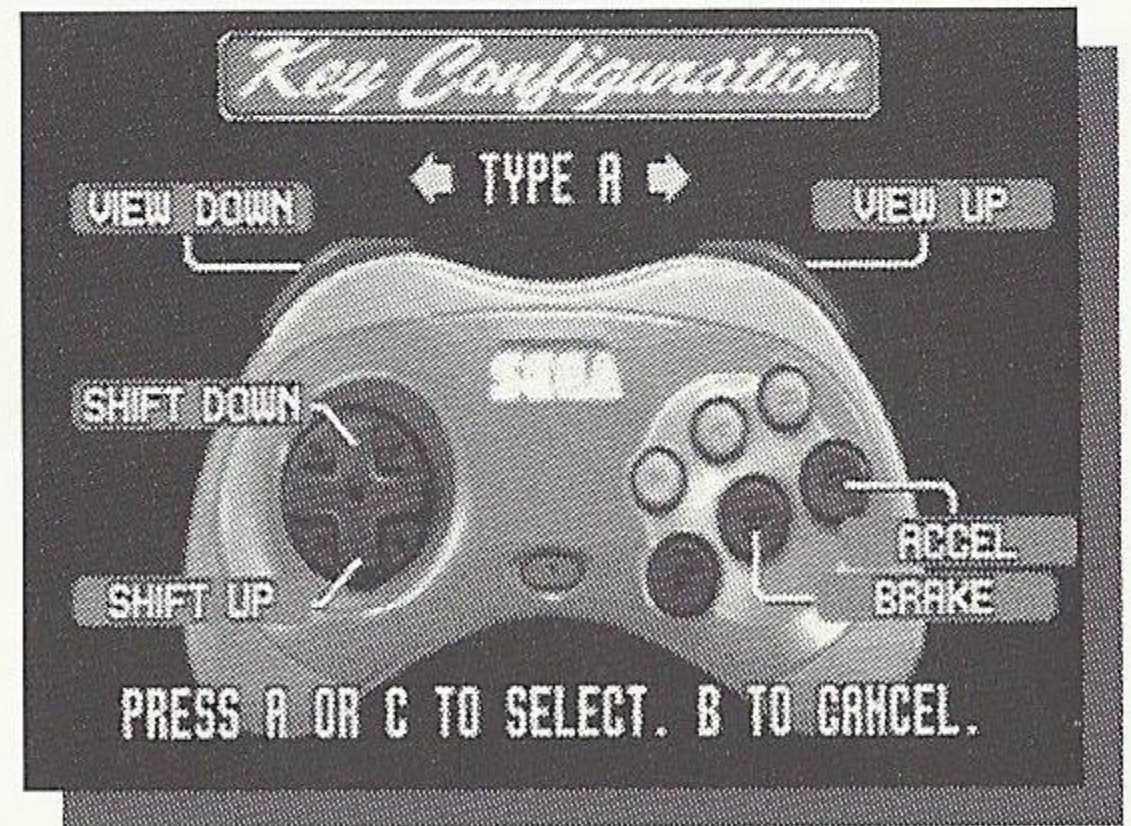 Key Configuration
TYPE A
VIEW DOWN
VIEW UP
SEGA
SHIFT DOWN
ACCEL
SHIFT UP
BRAKE
PRESS A OR C TO SELECT. B TO CANCEL.